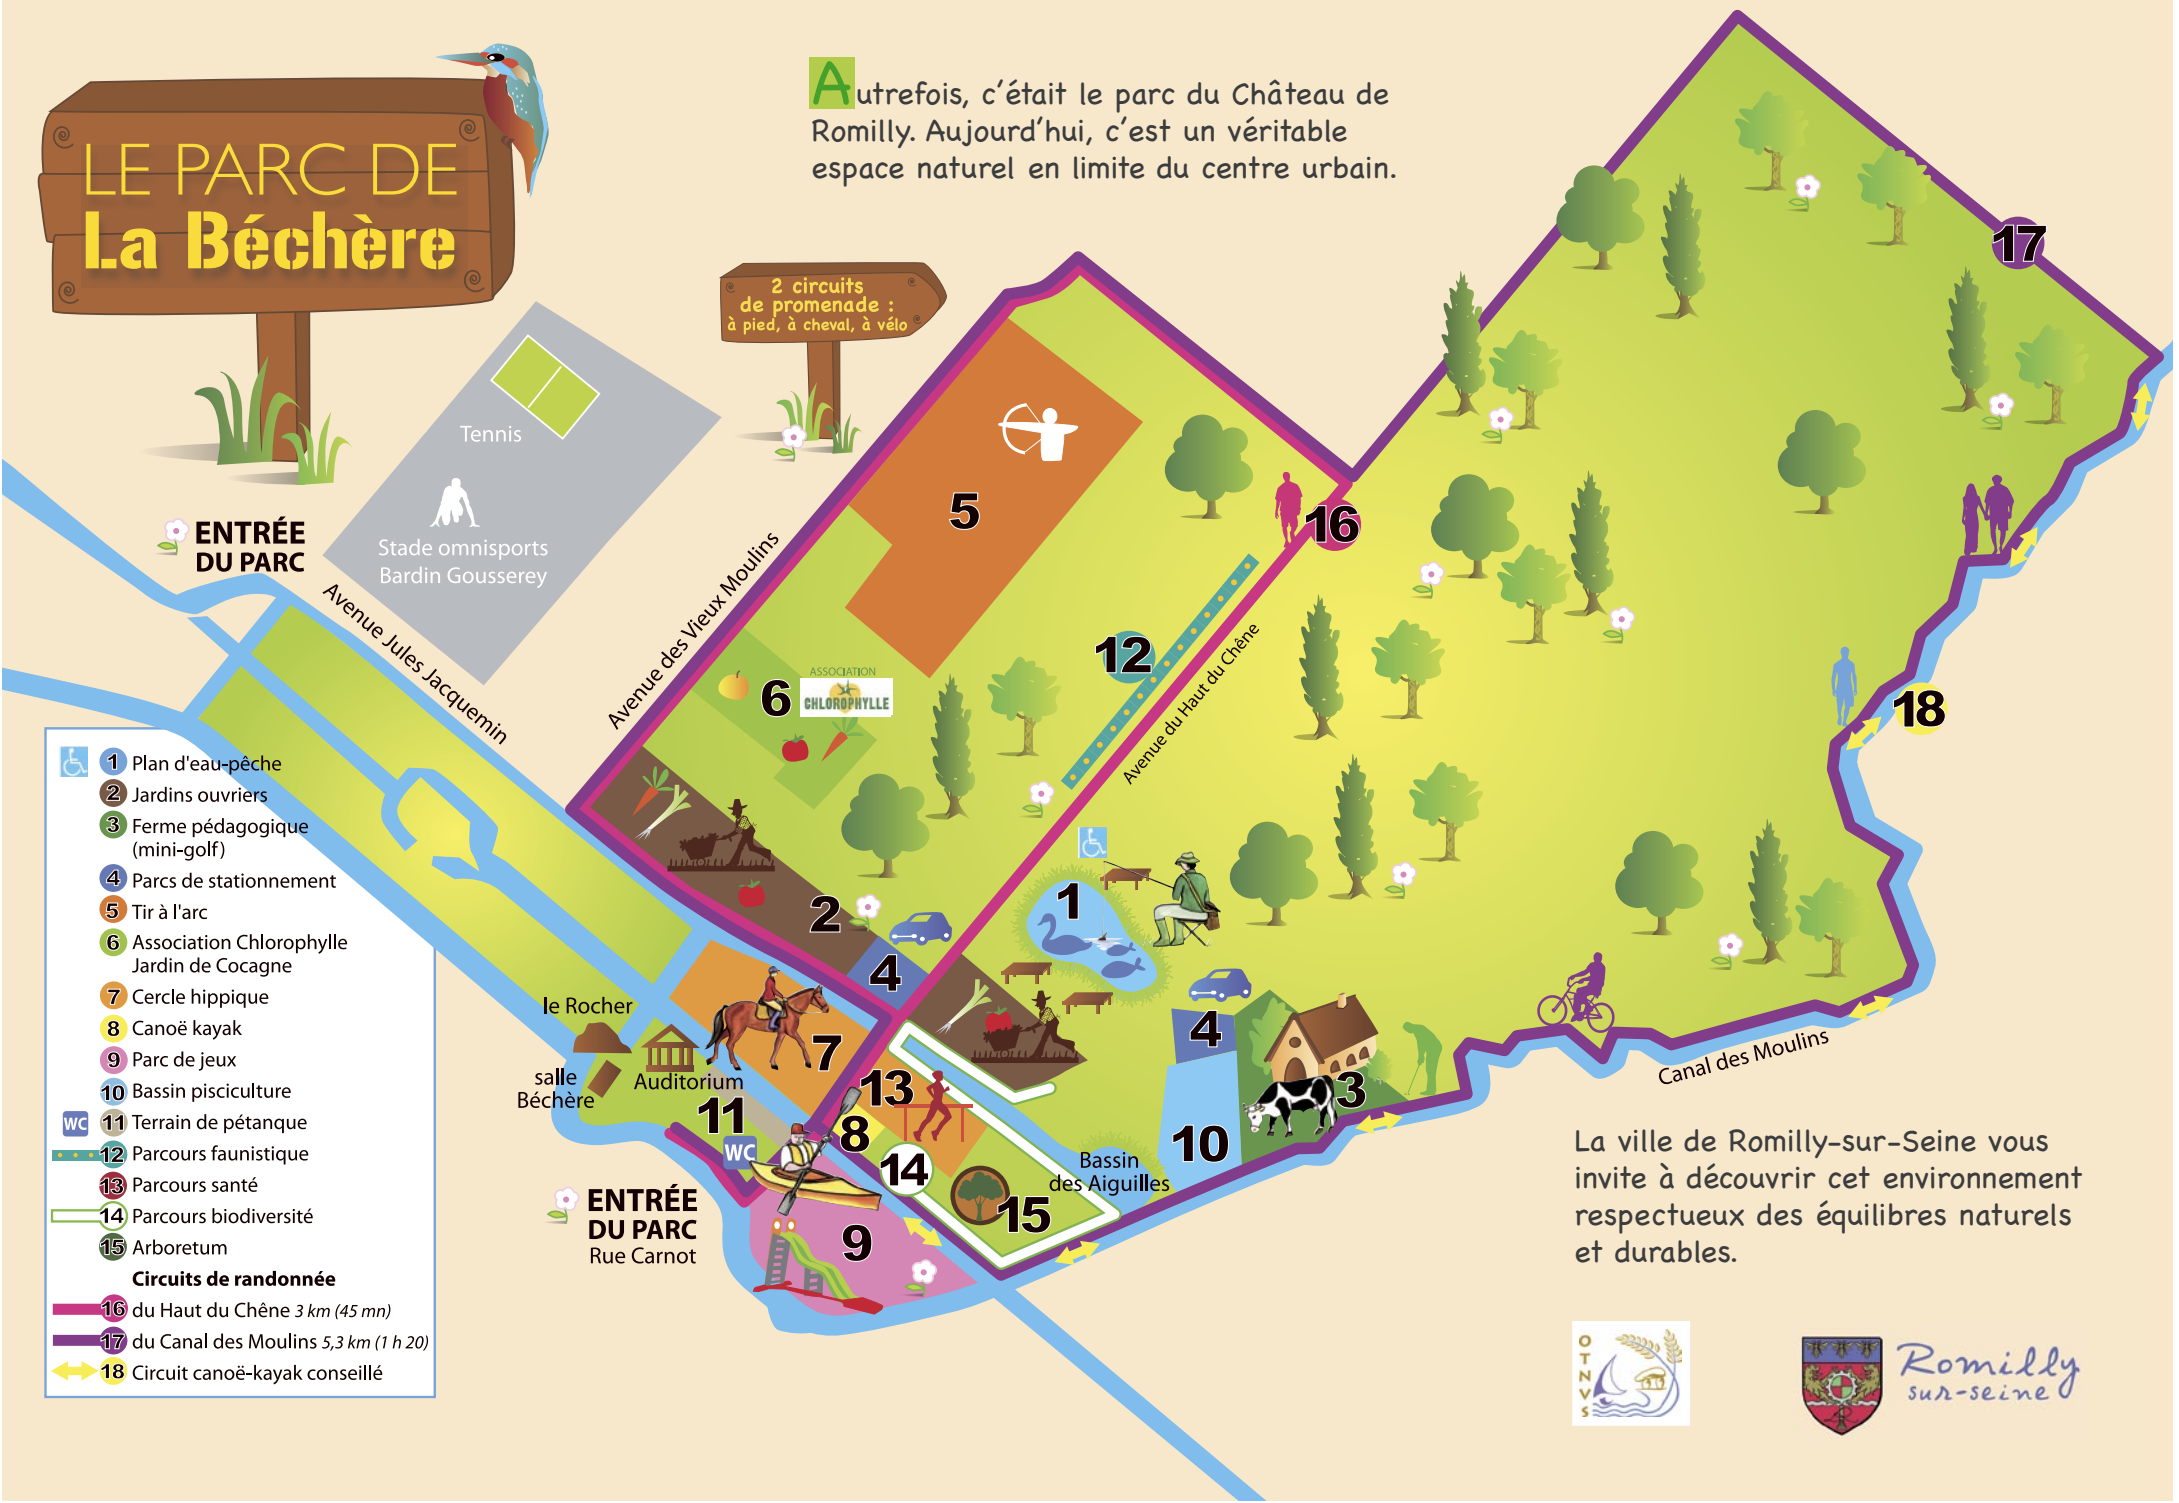 LE PARC DE
La Béchère
Autrefois, c'était le parc du Château de
Romilly. Aujourd'hui, c'est un véritable
espace naturel en limite du centre urbain.
2 circuits
de promenade :
à pied, à cheval, à vélo
Tennis
Stade omnisports
Bardin Gousserey
ENTRÉE
DU PARC
Avenue Jules Jacquemin
Avenue des Vieux Moulins
Avenue du Haut du Chêne
17
5
16
12
6
ASSOCIATION
CHLOROPHYLLE
18
1
2
4
le Rocher
salle
Béchère
Auditorium
7
11
WC
13
8
14
15
4
3
10
Bassin
des Aiguilles
Canal des Moulins
9
ENTRÉE
DU PARC
Rue Carnot
1 Plan d'eau-pêche
2 Jardins ouvriers
3 Ferme pédagogique
(mini-golf)
4 Parcs de stationnement
5 Tir à l'arc
6 Association Chlorophylle
Jardin de Cocagne
7 Cercle hippique
8 Canoë kayak
9 Parc de jeux
10 Bassin pisciculture
WC 11 Terrain de pétanque
12 Parcours faunistique
13 Parcours santé
14 Parcours biodiversité
15 Arboretum
Circuits de randonnée
16 du Haut du Chêne 3 km (45 mn)
17 du Canal des Moulins 5,3 km (1 h 20)
18 Circuit canoë-kayak conseillé
La ville de Romilly-sur-Seine vous
invite à découvrir cet environnement
respectueux des équilibres naturels
et durables.
OTNVS
Romilly
sur-seine